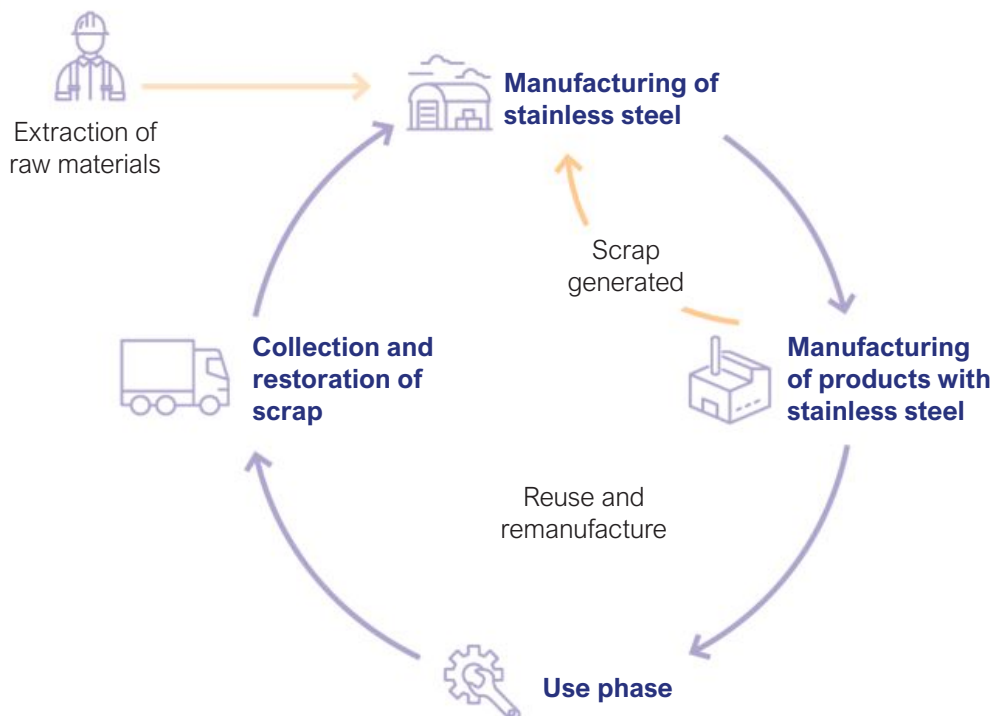 Extraction of
raw materials
Manufacturing of
stainless steel
Scrap
generated
Collection and
restoration of
scrap
Manufacturing
of products with
stainless steel
Reuse and
remanufacture
Use phase